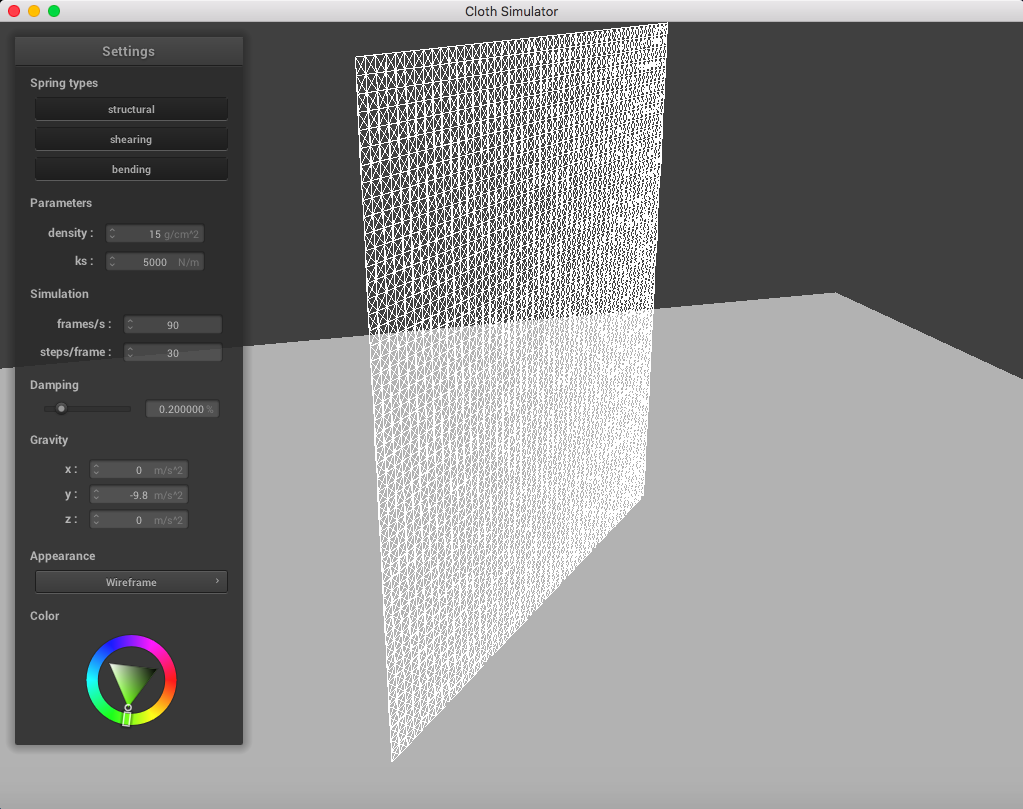 Cloth Simulator
Settings
Spring types
structural
shearing
bending
Parameters
density : 15 g/cm^2
ks : 5000 N/m
Simulation
frames/s : 90
steps/frame : 30
Damping
0.200000 %
Gravity
x : 0 m/s^2
y : -9.8 m/s^2
z : 0 m/s^2
Appearance
Wireframe
Color